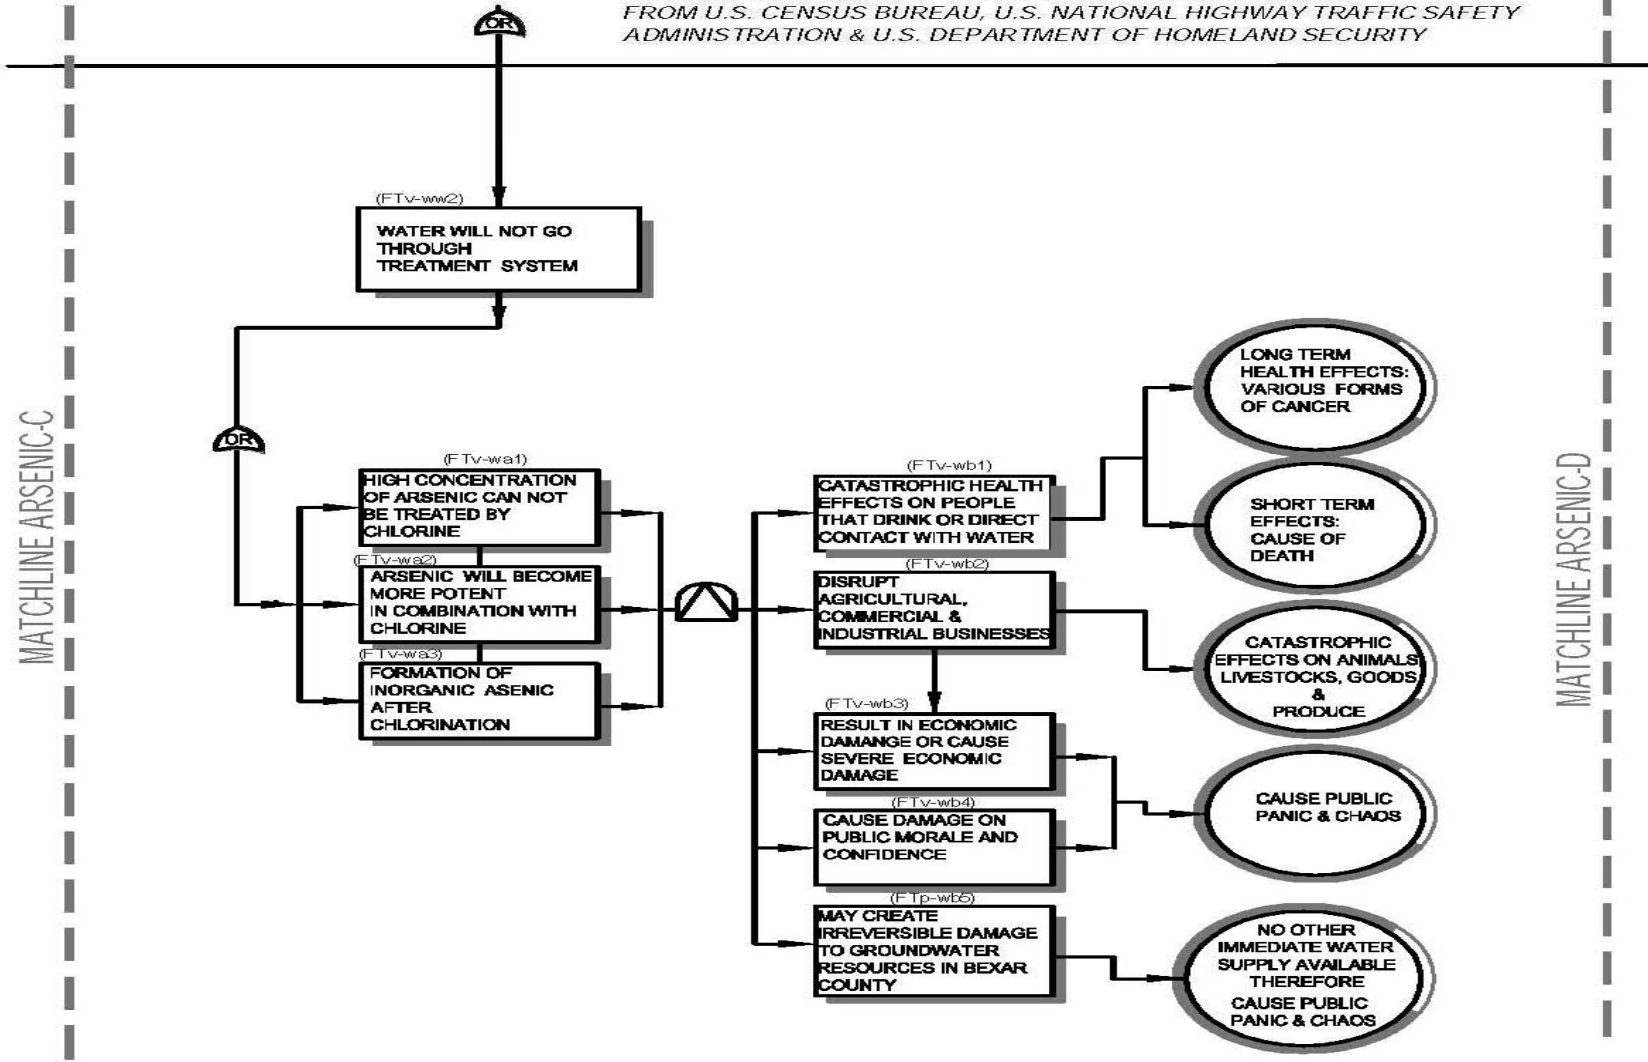 FROM U.S. CENSUS BUREAU, U.S. NATIONAL HIGHWAY TRAFFIC SAFETY
ADMINISTRATION & U.S. DEPARTMENT OF HOMELAND SECURITY
OR
(FTv-ww2)
WATER WILL NOT GO
THROUGH
TREATMENT SYSTEM
OR
MATCHLINE ARSENIC-C
(FTv-wa1)
HIGH CONCENTRATION
OF ARSENIC CAN NOT
BE TREATED BY
CHLORINE
(FTv-wa2)
ARSENIC WILL BECOME
MORE POTENT
IN COMBINATION WITH
CHLORINE
(FTv-wa3)
FORMATION OF
INORGANIC ASENIC
AFTER
CHLORINATION
(FTv-wb1)
CATASTROPHIC HEALTH
EFFECTS ON PEOPLE
THAT DRINK OR DIRECT
CONTACT WITH WATER
(FTv-wb2)
DISRUPT
AGRICULTURAL,
COMMERCIAL &
INDUSTRIAL BUSINESSES
(FTv-wb3)
RESULT IN ECONOMIC
DAMANGE OR CAUSE
SEVERE ECONOMIC
DAMAGE
(FTv-wb4)
CAUSE DAMAGE ON
PUBLIC MORALE AND
CONFIDENCE
(FTp-wb5)
MAY CREATE
IRREVERSIBLE DAMAGE
TO GROUNDWATER
RESOURCES IN BEXAR
COUNTY
LONG TERM
HEALTH EFFECTS:
VARIOUS FORMS
OF CANCER
SHORT TERM
EFFECTS:
CAUSE OF
DEATH
CATASTROPHIC
EFFECTS ON ANIMALS
LIVESTOCKS, GOODS
&
PRODUCE
CAUSE PUBLIC
PANIC & CHAOS
NO OTHER
IMMEDIATE WATER
SUPPLY AVAILABLE
THEREFORE
CAUSE PUBLIC
PANIC & CHAOS
MATCHLINE ARSENIC-D